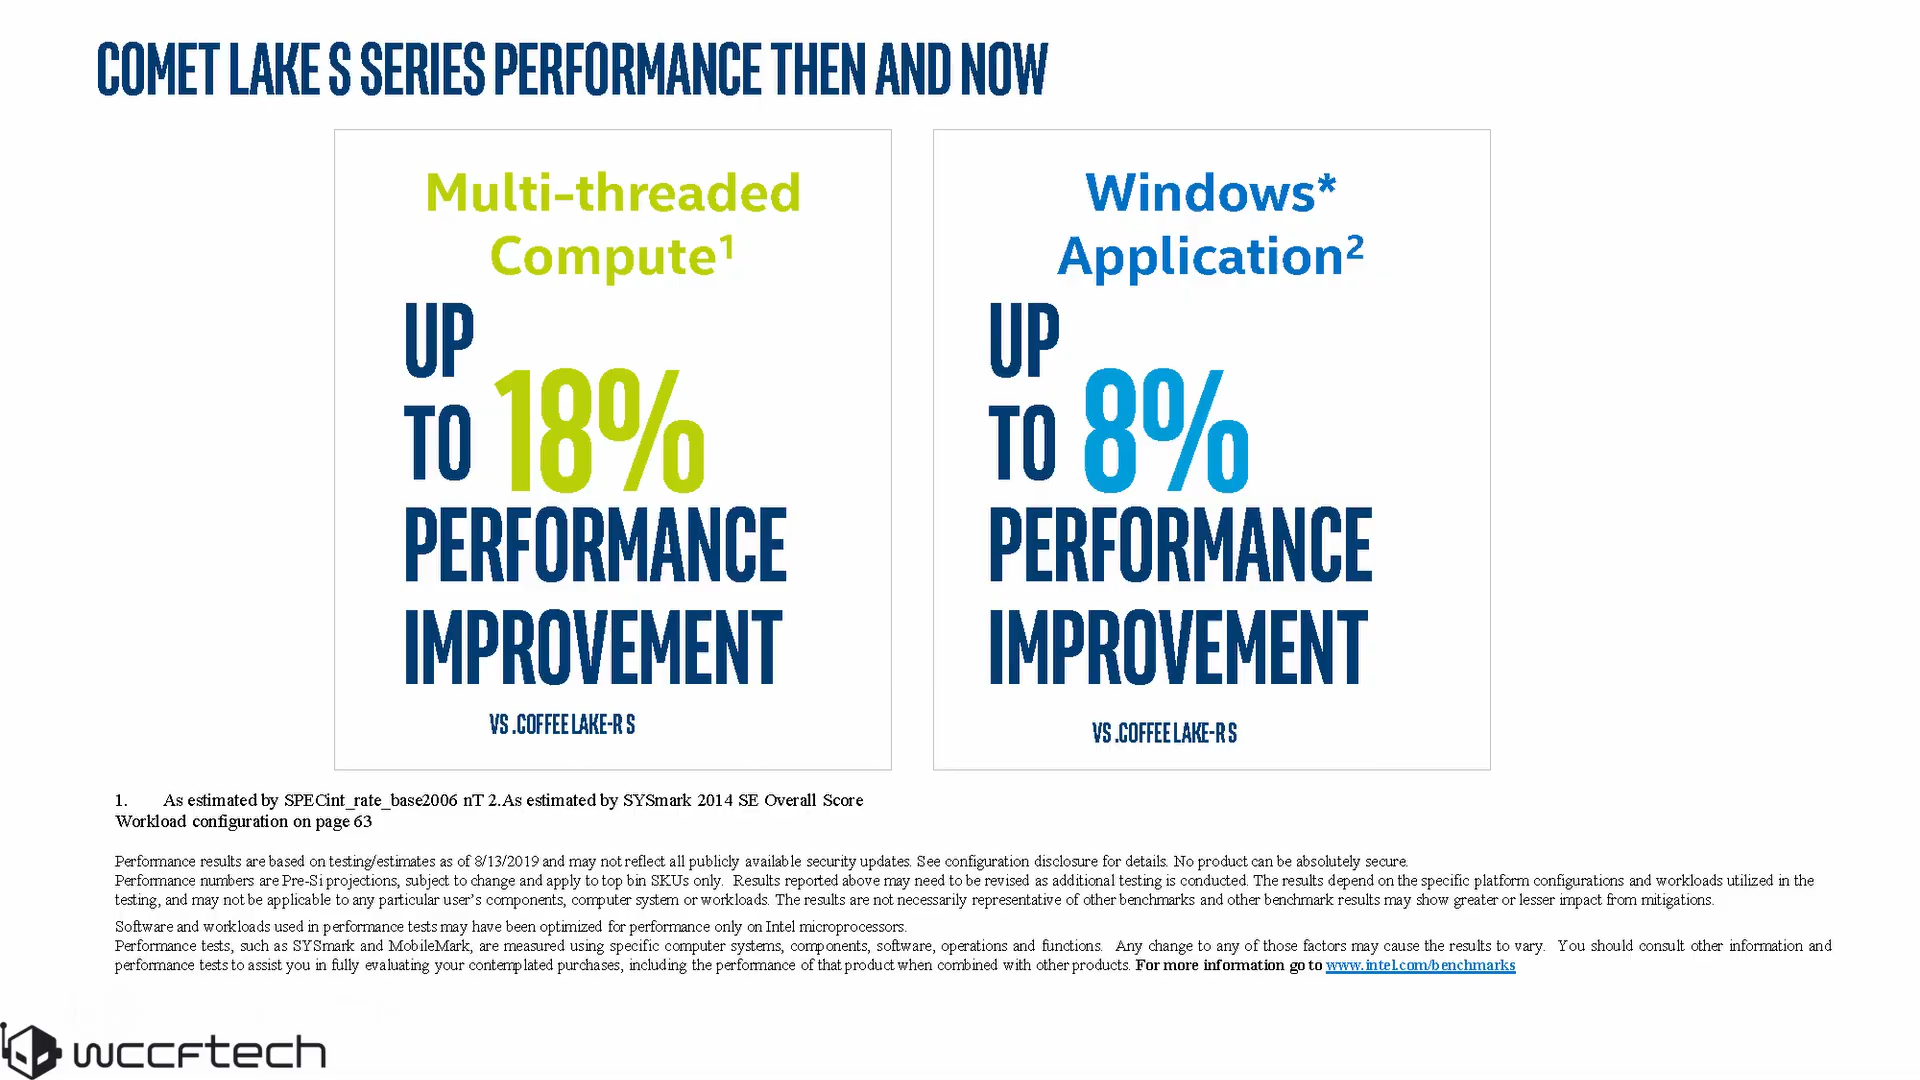 COMET LAKE S SERIES PERFORMANCE THEN AND NOW
Multi-threaded
Compute¹
UP
TO 18%
PERFORMANCE
IMPROVEMENT
VS .COFFEE LAKE-R S
Windows*
Application²
UP
TO 8%
PERFORMANCE
IMPROVEMENT
VS .COFFEE LAKE-R S
1. As estimated by SPECint_rate_base2006 nT 2.As estimated by SYSmark 2014 SE Overall Score
Workload configuration on page 63
Performance results are based on testing/estimates as of 8/13/2019 and may not reflect all publicly available security updates. See configuration disclosure for details. No product can be absolutely secure.
Performance numbers are Pre-Si projections, subject to change and apply to top bin SKUs only. Results reported above may need to be revised as additional testing is conducted. The results depend on the specific platform configurations and workloads utilized in the
testing, and may not be applicable to any particular user's components, computer system or workloads. The results are not necessarily representative of other benchmarks and other benchmark results may show greater or lesser impact from mitigations.
Software and workloads used in performance tests may have been optimized for performance only on Intel microprocessors.
Performance tests, such as SYSmark and MobileMark, are measured using specific computer systems, components, software, operations and functions. Any change to any of those factors may cause the results to vary. You should consult other information and
performance tests to assist you in fully evaluating your contemplated purchases, including the performance of that product when combined with other products. For more information go to www.intel.com/benchmarks
wccftech